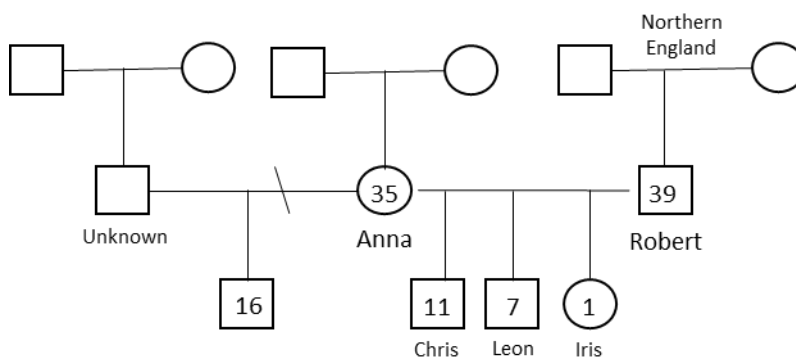 Northern
England
35
39
Unknown
Anna
Robert
16
11
7
1
Chris
Leon
Iris